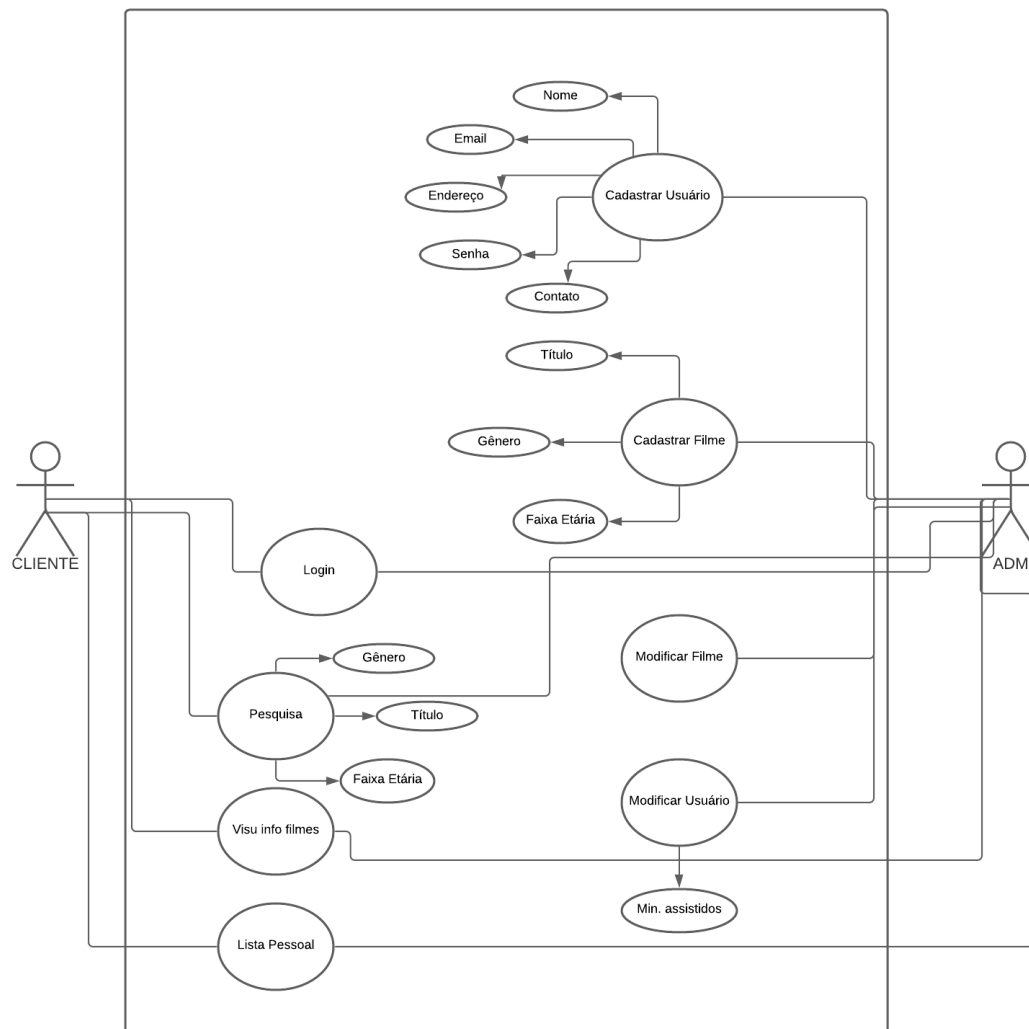 Nome
Email
Cadastrar Usuário
Endereço
Senha
Contato
Título
Gênero
Cadastrar Filme
Faixa Etária
CLIENTE
Login
ADM
Gênero
Modificar Filme
Pesquisa
Título
Faixa Etária
Modificar Usuário
Visu info filmes
Min. assistidos
Lista Pessoal